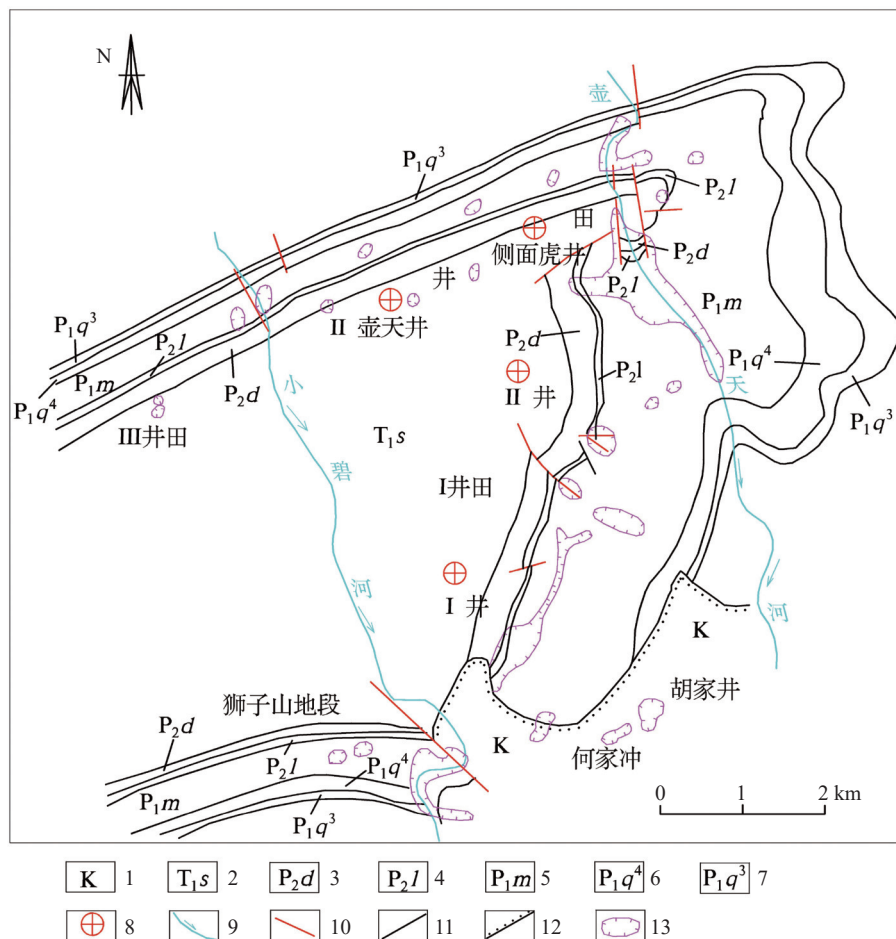 N
壶
P₁q³
P₂l
田
侧面虎井
P₂d
井
P₂l
P₁m
II 壶天井
P₁q³
P₂l
P₂d
P₁q⁴
P₂l
天
P₁m
小
II 井
P₁q³
P₁q⁴
P₂d
III井田
T₁s
碧
I井田
河
I 井
河
K
胡家井
狮子山地段
K
何家冲
P₂d
P₂l
P₁q⁴
P₁m
P₁q³
0 1 2 km
K 1 T₁s 2 P₂d 3 P₂l 4 P₁m 5 P₁q⁴ 6 P₁q³ 7
8 9 10 11 12 13